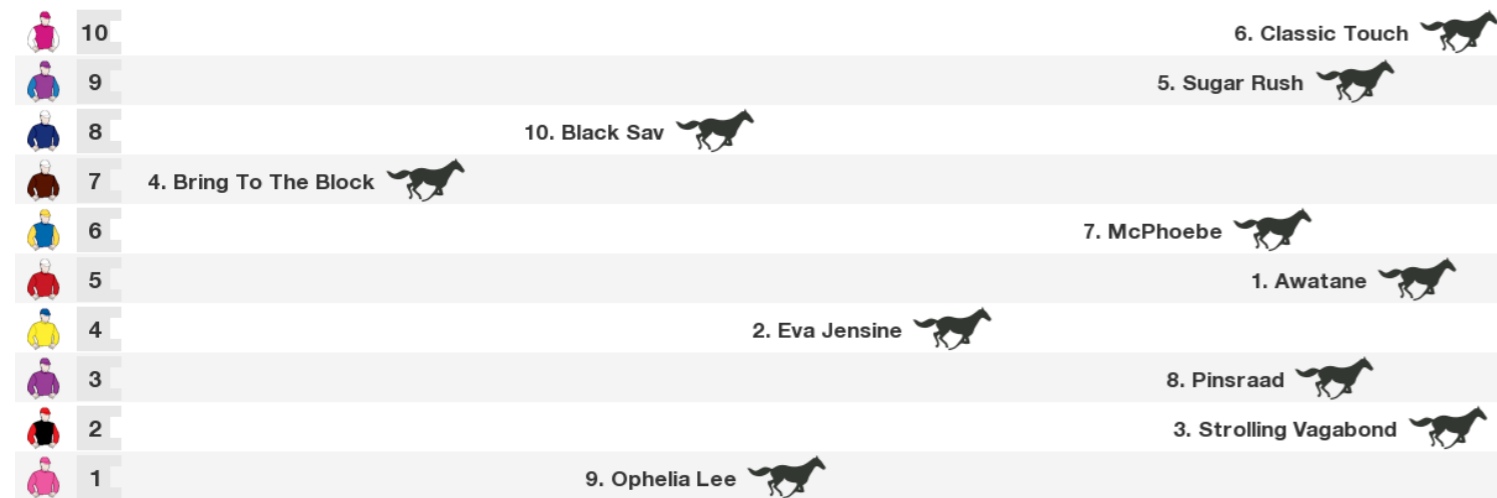 10 6. Classic Touch
9 5. Sugar Rush
8 10. Black Sav
7 4. Bring To The Block
6 7. McPhoebe
5 1. Awatane
4 2. Eva Jensine
3 8. Pinsraad
2 3. Strolling Vagabond
1 9. Ophelia Lee